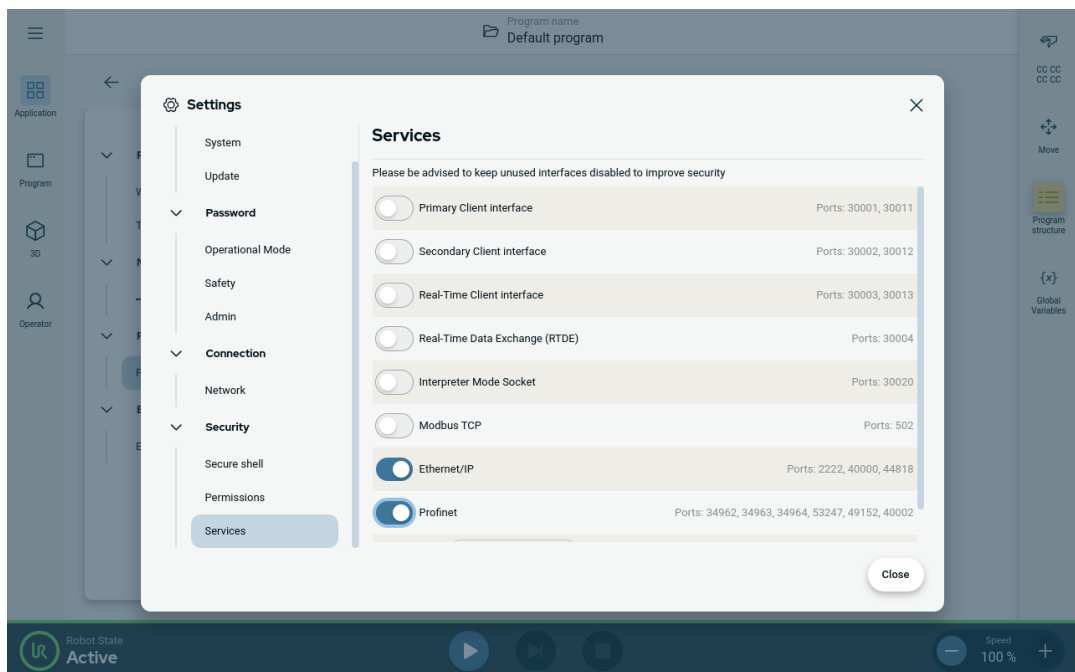 Program name
Default program
Application
Program
3D
Operator
CC CC
CC CC
Move
Program
structure
{x}
Global
Variables
Settings
System
Update
Password
Operational Mode
Safety
Admin
Connection
Network
Security
Secure shell
Permissions
Services
Services
Please be advised to keep unused interfaces disabled to improve security
Primary Client interface Ports: 30001, 30011
Secondary Client interface Ports: 30002, 30012
Real-Time Client interface Ports: 30003, 30013
Real-Time Data Exchange (RTDE) Ports: 30004
Interpreter Mode Socket Ports: 30020
Modbus TCP Ports: 502
Ethernet/IP Ports: 2222, 40000, 44818
Profinet Ports: 34962, 34963, 34964, 53247, 49152, 40002
Close
UR
Robot State
Active
Speed
100 %